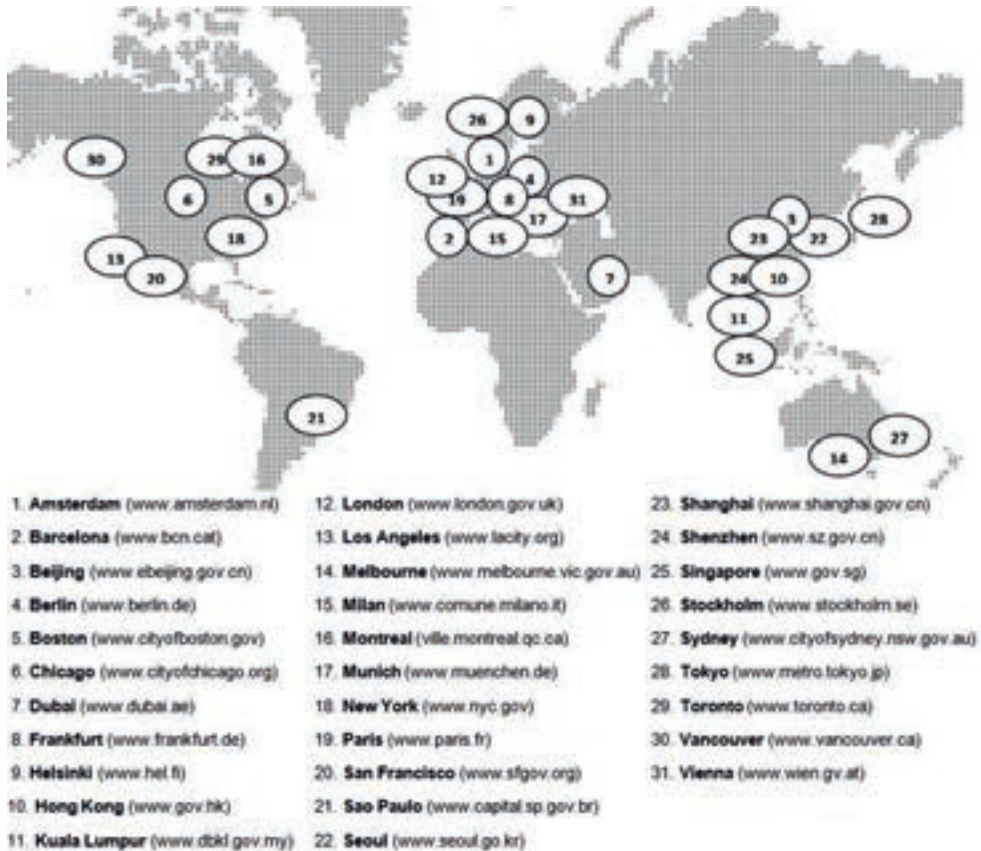 30
29
16
6
5
18
13
20
21
26
9
1
12
4
19
8
31
17
2
15
7
3
28
23
22
24
10
11
25
27
14
1. Amsterdam (www.amsterdam.nl)
2. Barcelona (www.bcn.cat)
3. Beijing (www.ebeijing.gov.cn)
4. Berlin (www.berlin.de)
5. Boston (www.cityofboston.gov)
6. Chicago (www.cityofchicago.org)
7. Dubai (www.dubai.ae)
8. Frankfurt (www.frankfurt.de)
9. Helsinki (www.hel.fi)
10. Hong Kong (www.gov.hk)
11. Kuala Lumpur (www.dbkl.gov.my)
12. London (www.london.gov.uk)
13. Los Angeles (www.lacity.org)
14. Melbourne (www.melbourne.vic.gov.au)
15. Milan (www.comune.milano.it)
16. Montreal (ville.montreal.qc.ca)
17. Munich (www.muenchen.de)
18. New York (www.nyc.gov)
19. Paris (www.paris.fr)
20. San Francisco (www.sfgov.org)
21. Sao Paulo (www.capital.sp.gov.br)
22. Seoul (www.seoul.go.kr)
23. Shanghai (www.shanghai.gov.cn)
24. Shenzhen (www.sz.gov.cn)
25. Singapore (www.gov.sg)
26. Stockholm (www.stockholm.se)
27. Sydney (www.cityofsydney.nsw.gov.au)
28. Tokyo (www.metro.tokyo.jp)
29. Toronto (www.toronto.ca)
30. Vancouver (www.vancouver.ca)
31. Vienna (www.wien.gv.at)